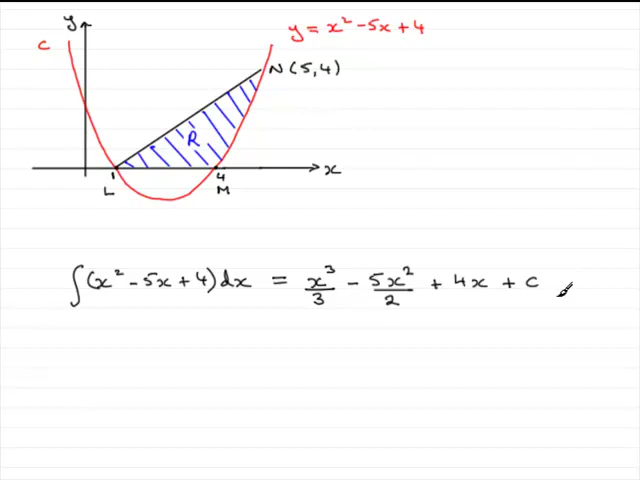 y
C
y = x² - 5x + 4
N (5, 4)
R
x
1
4
L
M
∫(x² - 5x + 4) dx = x³/3 - 5x²/2 + 4x + c